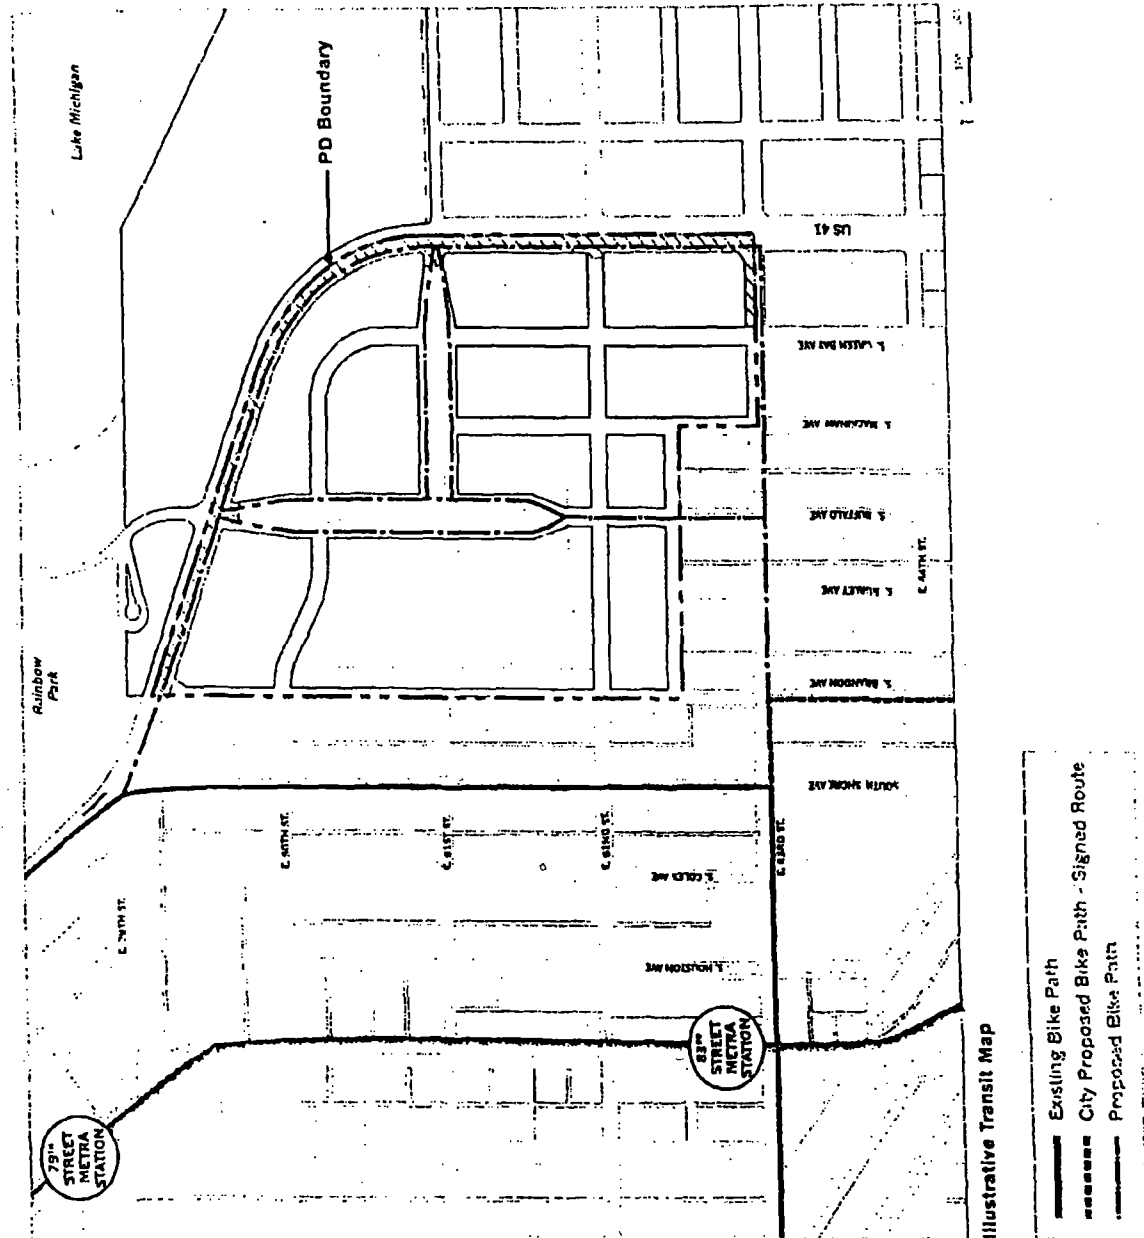 Lake Michigan
PD Boundary
Rainbow
Park
US 41
S. GREEN BAY AVE
S. MACKINAW AVE
S. BUFFALO AVE
S. BURLEY AVE
S. BRANDON AVE
SOUTH SHORE AVE
E. 79TH ST.
E. 80TH ST.
E. 81ST ST.
E. 82ND ST.
E. 83RD ST.
E. 84TH ST.
S. COLES AVE
S. HOUSTON AVE
79TH
STREET
METRA
STATION
83RD
STREET
METRA
STATION
Illustrative Transit Map
Existing Bike Path
City Proposed Bike Path - Signed Route
Proposed Bike Path